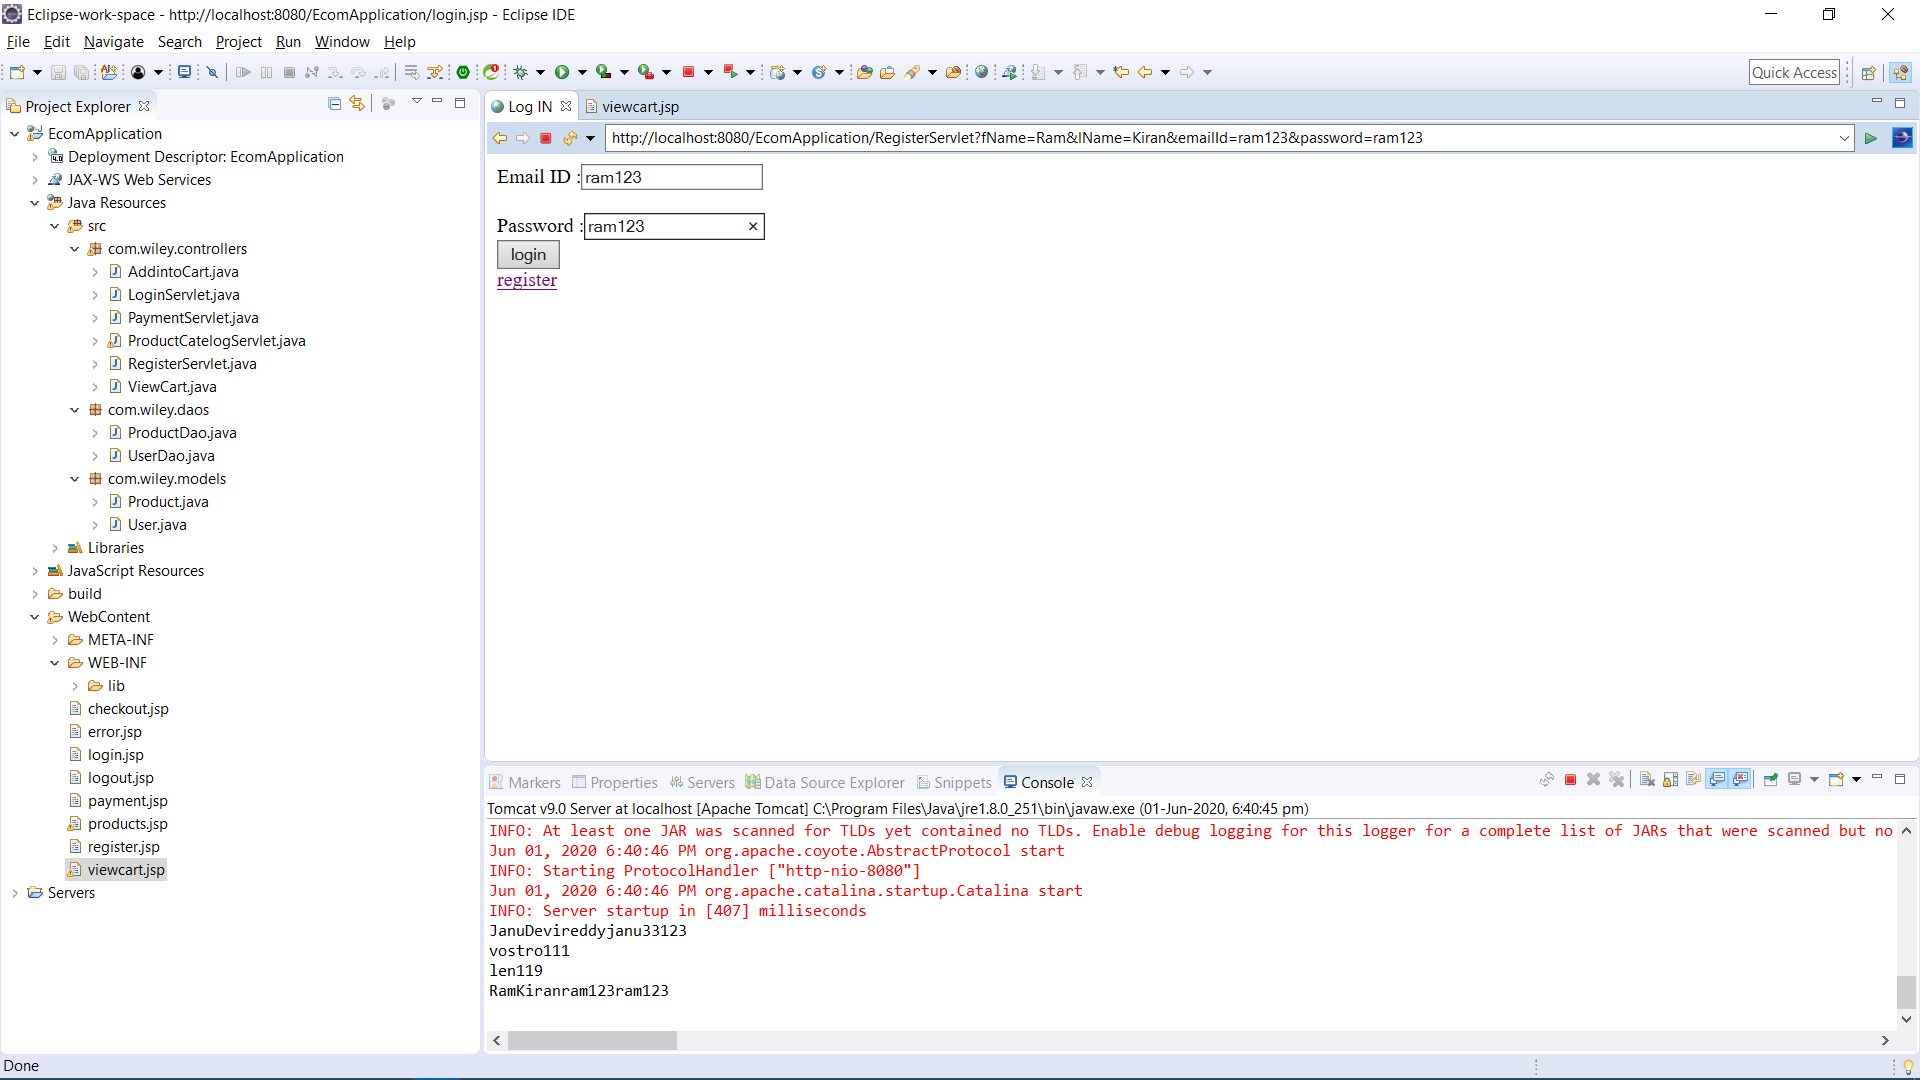 Eclipse-work-space - http://localhost:8080/EcomApplication/login.jsp - Eclipse IDE
File Edit Navigate Search Project Run Window Help
Quick Access
Project Explorer
EcomApplication
Deployment Descriptor: EcomApplication
JAX-WS Web Services
Java Resources
src
com.wiley.controllers
AddintoCart.java
LoginServlet.java
PaymentServlet.java
ProductCatelogServlet.java
RegisterServlet.java
ViewCart.java
com.wiley.daos
ProductDao.java
UserDao.java
com.wiley.models
Product.java
User.java
Libraries
JavaScript Resources
build
WebContent
META-INF
WEB-INF
lib
checkout.jsp
error.jsp
login.jsp
logout.jsp
payment.jsp
products.jsp
register.jsp
viewcart.jsp
Servers
Log IN viewcart.jsp
http://localhost:8080/EcomApplication/RegisterServlet?fName=Ram&lName=Kiran&emailId=ram123&password=ram123
Email ID : ram123
Password : ram123
login
register
Markers Properties Servers Data Source Explorer Snippets Console
Tomcat v9.0 Server at localhost [Apache Tomcat] C:\Program Files\Java\jre1.8.0_251\bin\javaw.exe (01-Jun-2020, 6:40:45 pm)
INFO: At least one JAR was scanned for TLDs yet contained no TLDs. Enable debug logging for this logger for a complete list of JARs that were scanned but no
Jun 01, 2020 6:40:46 PM org.apache.coyote.AbstractProtocol start
INFO: Starting ProtocolHandler ["http-nio-8080"]
Jun 01, 2020 6:40:46 PM org.apache.catalina.startup.Catalina start
INFO: Server startup in [407] milliseconds
JanuDevireddyjanu33123
vostro111
len119
RamKiranram123ram123
Done